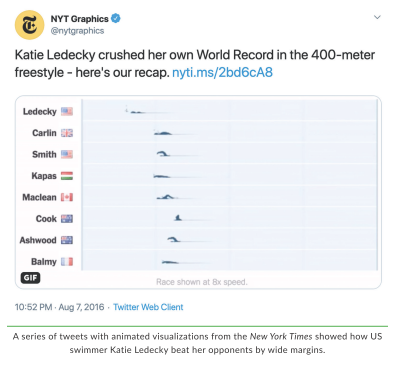 NYT Graphics
@nytgraphics
Katie Ledecky crushed her own World Record in the 400-meter
freestyle - here's our recap. nyti.ms/2bd6cA8
Ledecky
Carlin
Smith
Kapas
Maclean
Cook
Ashwood
Balmy
GIF
Race shown at 8x speed.
10:52 PM · Aug 7, 2016 · Twitter Web Client
A series of tweets with animated visualizations from the New York Times showed how US
swimmer Katie Ledecky beat her opponents by wide margins.